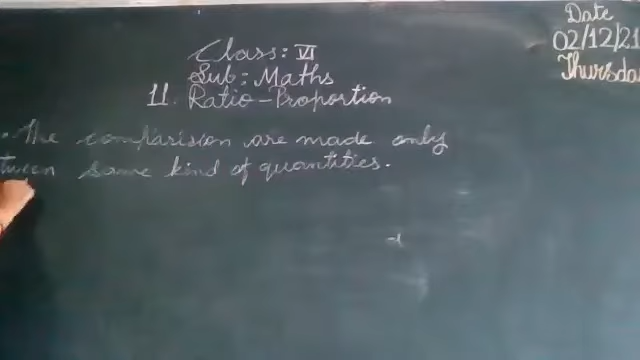 Date
02/12/21
Thursda
Class: VI
Sub: Maths
11. Ratio-Proportion
The comparision are made only
tween same kind of quantities.